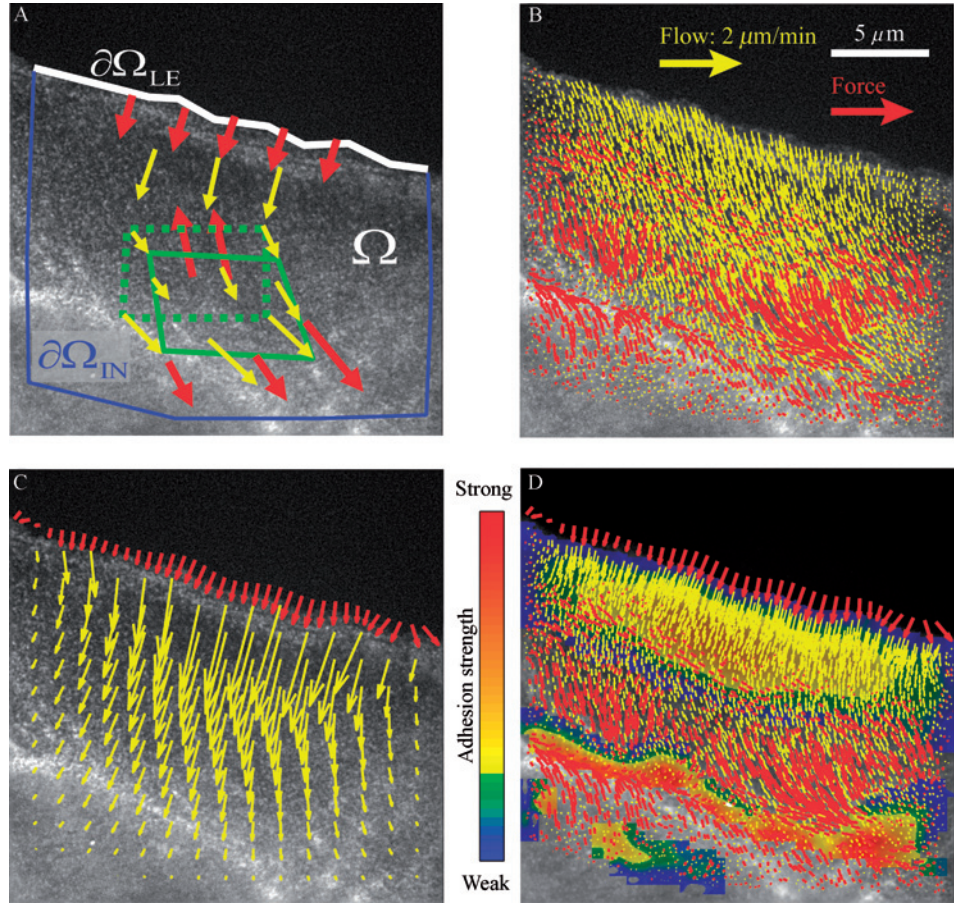 A
∂Ω_LE
Ω
∂Ω_IN
B
Flow: 2 μm/min
5 μm
Force
C
Strong
Adhesion strength
Weak
D